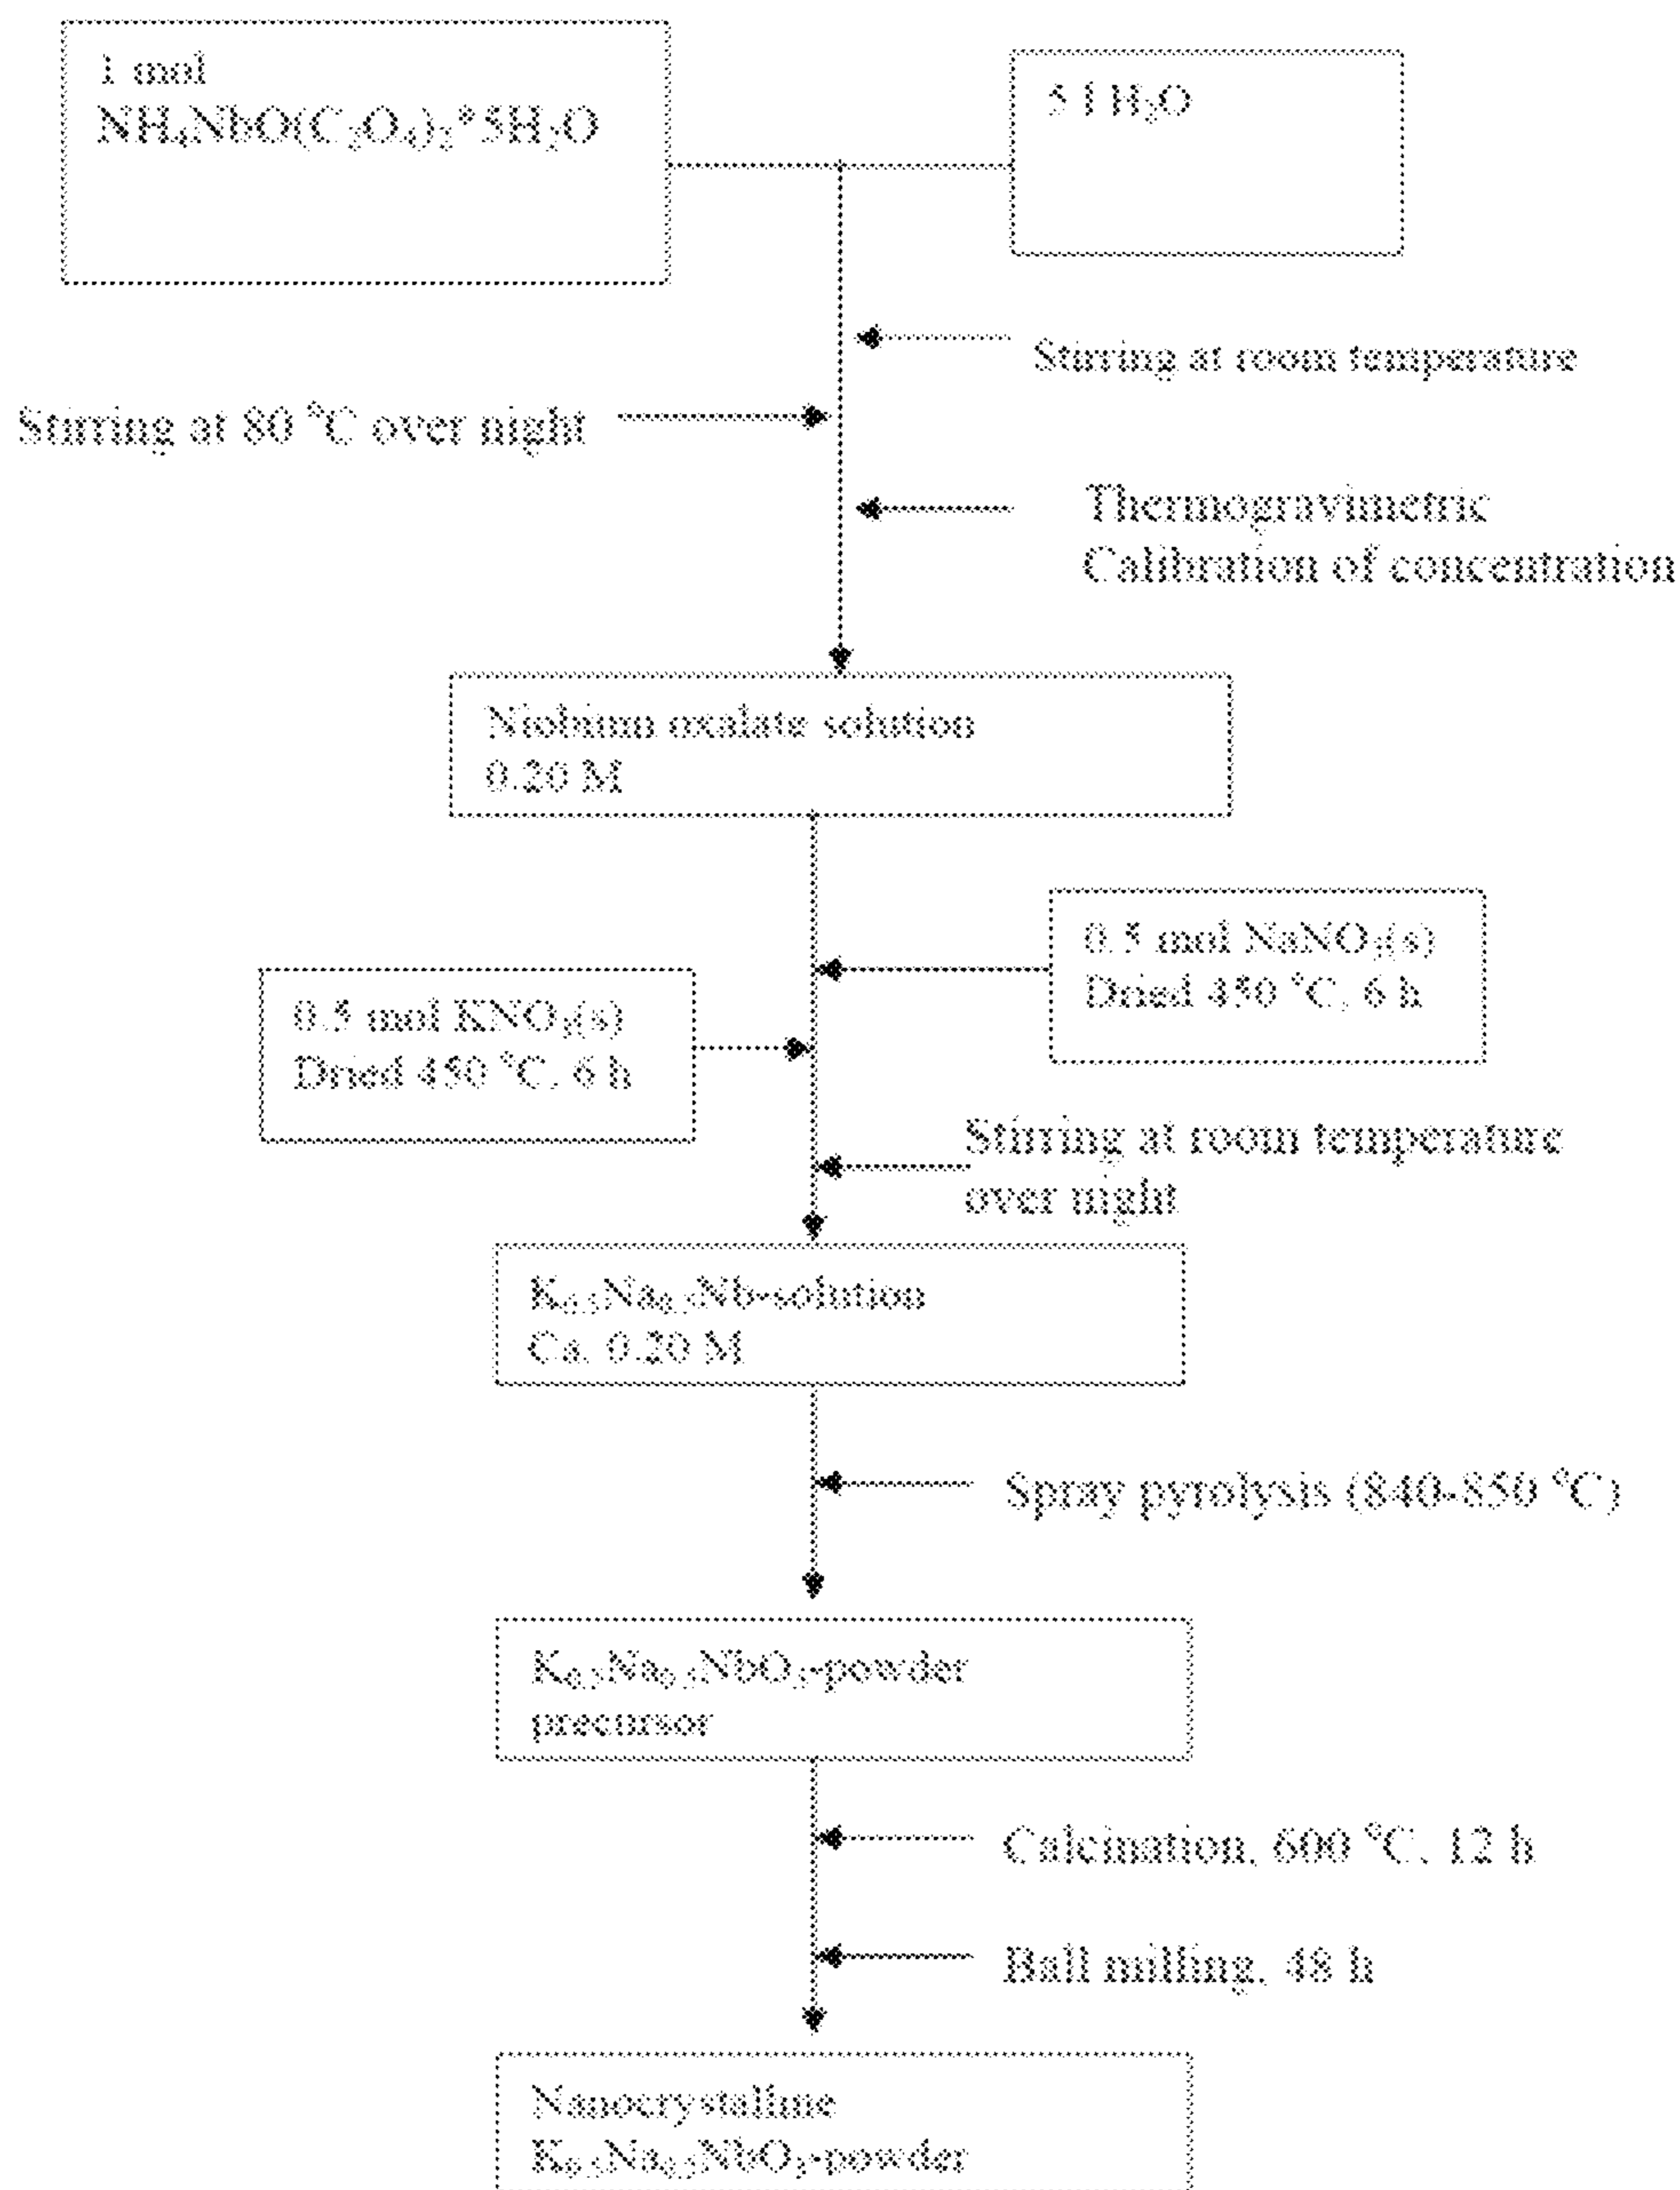 1 mol
NH₄NbO(C₂O₄)₂*5H₂O
5 l H₂O
Stirring at room temperature
Stirring at 80 °C over night
Thermogravimetric
Calibration of concentration
Niobium oxalate solution
0.20 M
0.5 mol NaNO₃(s)
Dried 450 °C, 6 h
0.5 mol KNO₃(s)
Dried 450 °C, 6 h
Stirring at room temperature
over night
K₀.₅Na₀.₅Nb-solution
Ca. 0.20 M
Spray pyrolysis (840-850 °C)
K₀.₅Na₀.₅NbO₃-powder
precursor
Calcination, 600 °C, 12 h
Ball milling, 48 h
Nanocrystalline
K₀.₅Na₀.₅NbO₃-powder